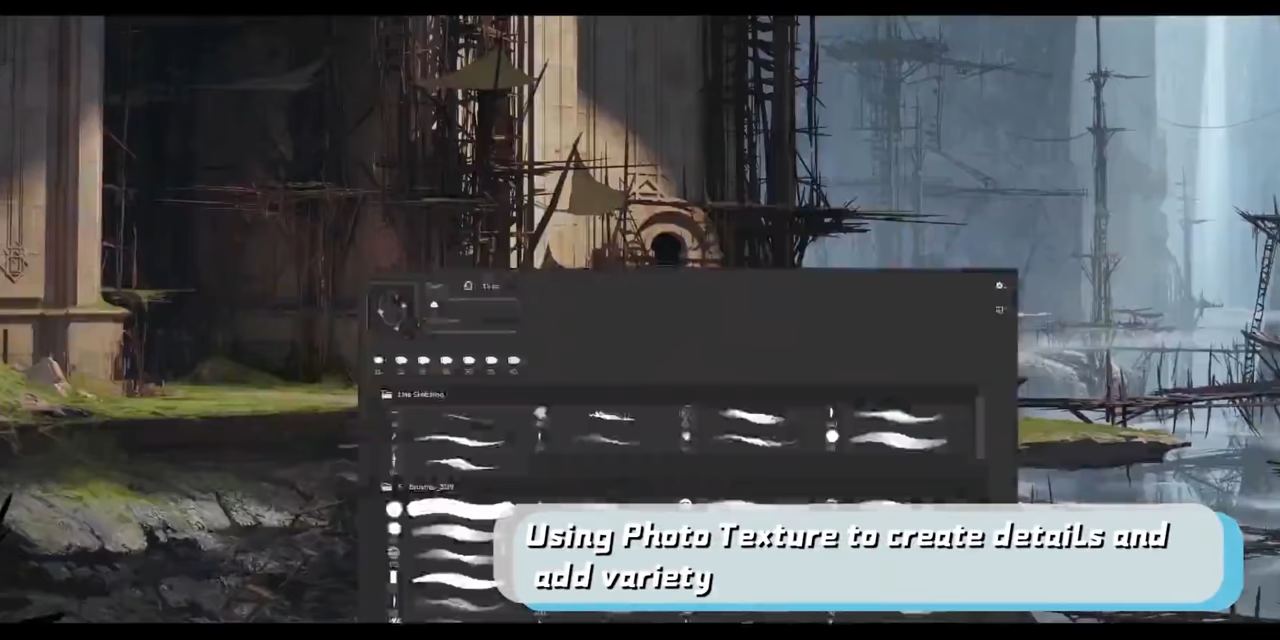 Using Photo Texture to create details and
add variety